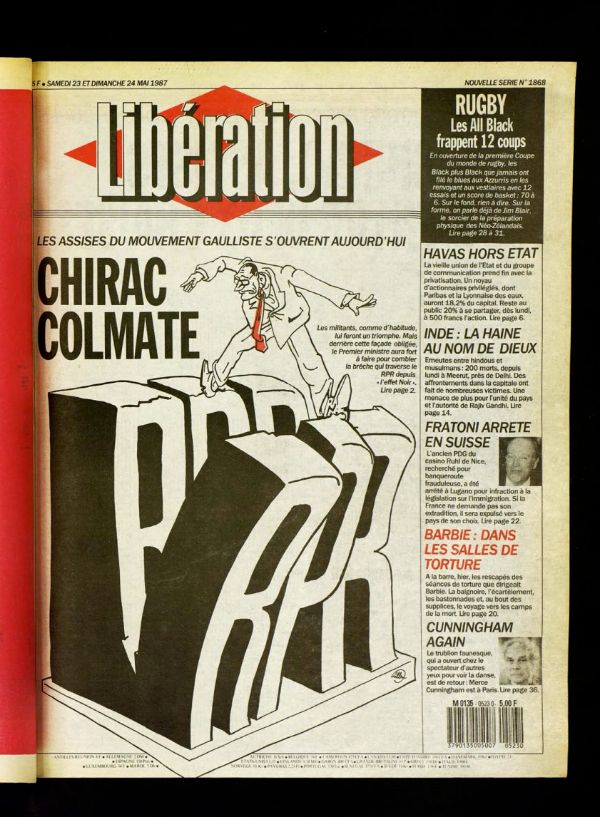 5 F ● SAMEDI 23 ET DIMANCHE 24 MAI 1987
NOUVELLE SERIE N° 1868
Libération
LES ASSISES DU MOUVEMENT GAULLISTE S'OUVRENT AUJOURD'HUI
CHIRAC
COLMATE
Les militants, comme d'habitude,
lui feront un triomphe. Mais
derrière cette façade obligée,
le Premier ministre aura fort
à faire pour combler
la brèche qui traverse le
RPR depuis
« l'effet Noir ».
Lire page 2.
RPR
RPR
RUGBY
Les All Black
frappent 12 coups
En ouverture de la première Coupe
du monde de rugby, les
Black plus Black que jamais ont
filé le blues aux Azzurris en les
renvoyant aux vestiaires avec 12
essais et un score de basket ; 70 à
6. Sur le fond, rien à dire. Sur la
forme, on parle déjà de Jim Blair,
le sorcier de la préparation
physique des Néo-Zélandais.
Lire page 28 à 31.
HAVAS HORS ETAT
La vieille union de l'Etat et du groupe
de communication prend fin avec la
privatisation. Un noyau
d'actionnaires privilégiés, dont
Paribas et la Lyonnaise des eaux,
auront 18,2% du capital. Reste au
public 20% à se partager, dès lundi,
à 500 francs l'action. Lire page 6.
INDE : LA HAINE
AU NOM DE DIEUX
Emeutes entre hindous et
musulmans : 200 morts, depuis
lundi à Meerut, près de Delhi. Des
affrontements dans la capitale ont
fait de nombreuses victimes. Une
menace de plus pour l'unité du pays
et l'autorité de Rajiv Gandhi. Lire
page 14.
FRATONI ARRETE
EN SUISSE
L'ancien PDG du
casino Ruhl de Nice,
recherché pour
banqueroute
frauduleuse, a été
arrêté à Lugano pour infraction à la
législation sur l'immigration. Si la
France ne demande pas son
extradition, il sera expulsé vers le
pays de son choix. Lire page 22.
BARBIE : DANS
LES SALLES DE
TORTURE
A la barre, hier, les rescapés des
séances de torture que dirigeait
Barbie. La baignoire, l'écartèlement,
les bastonnades et, au bout des
supplices, le voyage vers les camps
de la mort. Lire page 20.
CUNNINGHAM
AGAIN
Le trublion faunesque,
qui a ouvert chez le
spectateur d'autres
yeux pour voir la danse,
est de retour : Merce
Cunningham est à Paris. Lire page 36.
M 0135 - 0523 0 - 5,00 F
3790135005007
05230